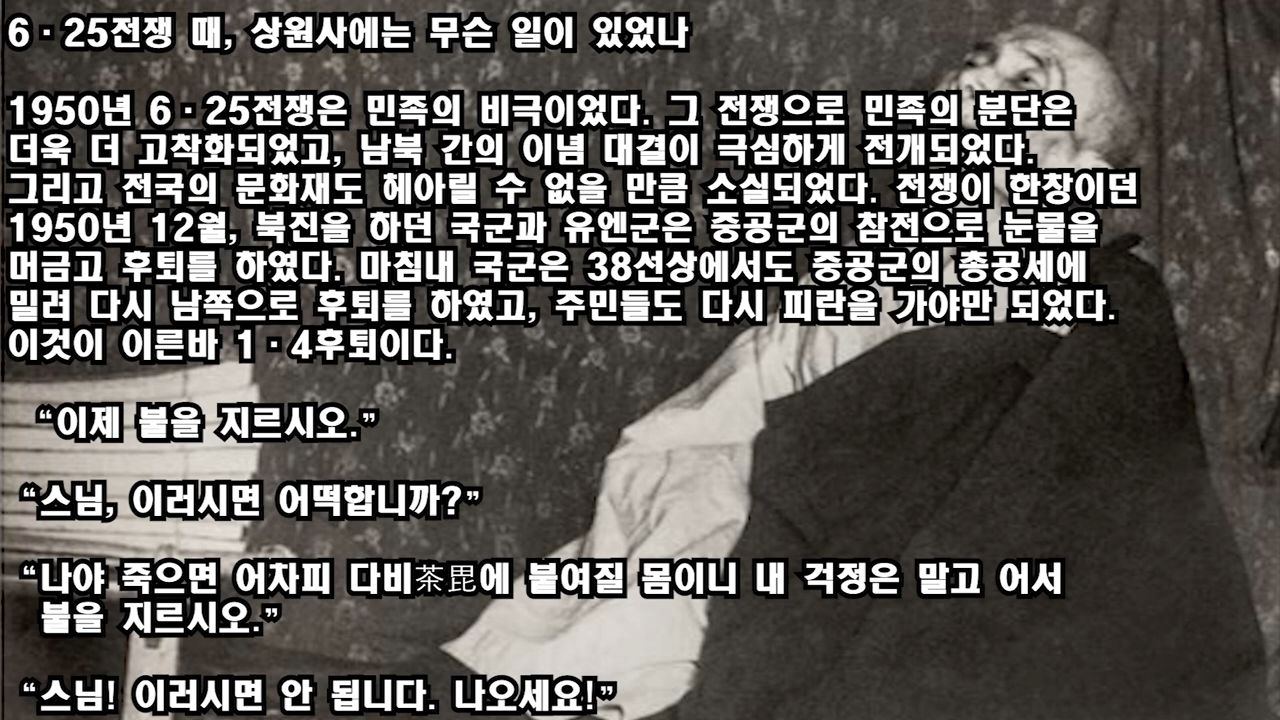 6·25전쟁 때, 상원사에는 무슨 일이 있었나
1950년 6·25전쟁은 민족의 비극이었다. 그 전쟁으로 민족의 분단은
더욱 더 고착화되었고, 남북 간의 이념 대결이 극심하게 전개되었다.
그리고 전국의 문화재도 헤아릴 수 없을 만큼 소실되었다. 전쟁이 한창이던
1950년 12월, 북진을 하던 국군과 유엔군은 중공군의 참전으로 눈물을
머금고 후퇴를 하였다. 마침내 국군은 38선상에서도 중공군의 총공세에
밀려 다시 남쪽으로 후퇴를 하였고, 주민들도 다시 피란을 가야만 되었다.
이것이 이른바 1·4후퇴이다.
“이제 불을 지르시오.”
“스님, 이러시면 어떡합니까?”
“나야 죽으면 어차피 다비茶毘에 붙여질 몸이니 내 걱정은 말고 어서
불을 지르시오.”
“스님! 이러시면 안 됩니다. 나오세요!”